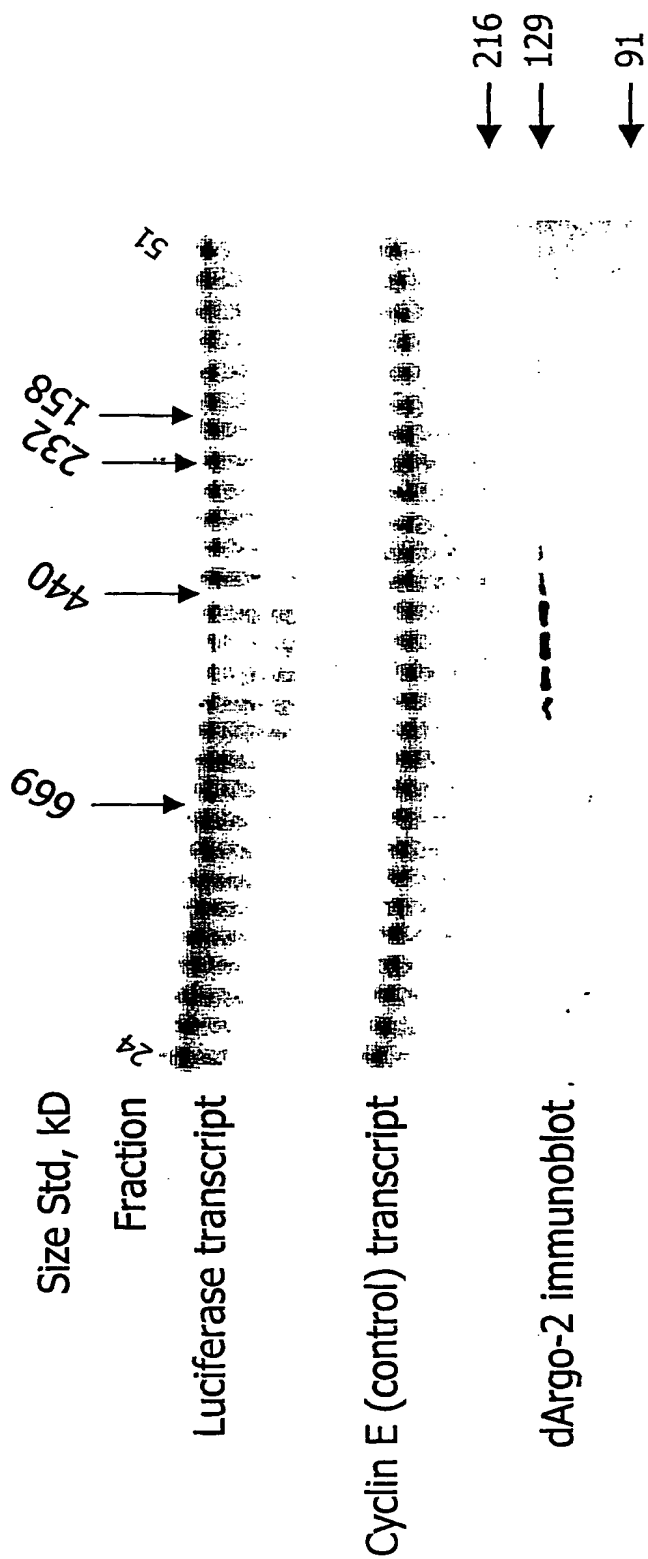 Size Std, kD
669
440
232
158
Fraction
24
51
Luciferase transcript
Cyclin E (control) transcript
dArgo-2 immunoblot
216
129
91